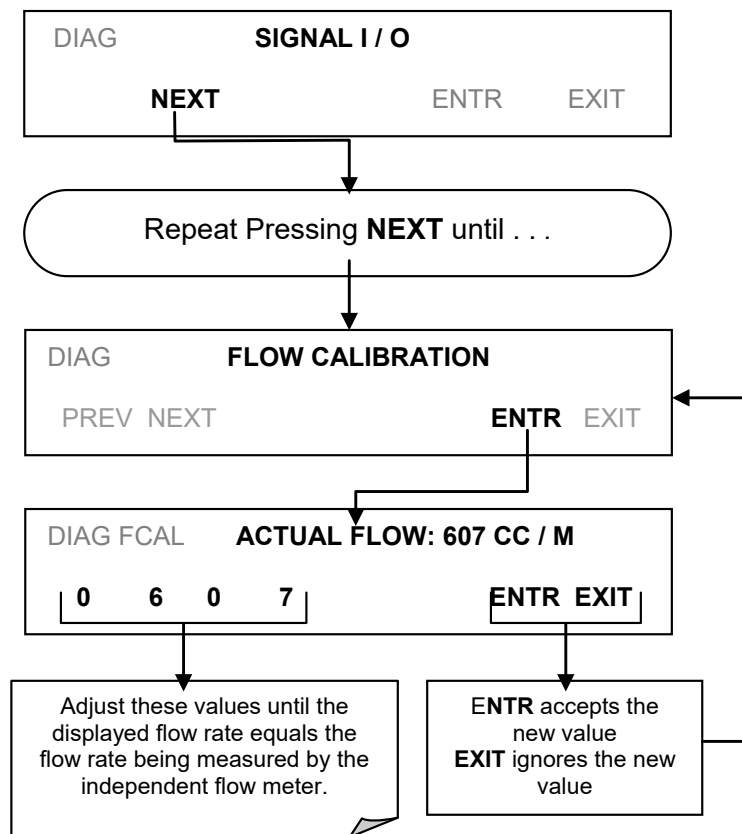 DIAG SIGNAL I / O
NEXT ENTR EXIT
Repeat Pressing NEXT until . . .
DIAG FLOW CALIBRATION
PREV NEXT ENTR EXIT
DIAG FCAL ACTUAL FLOW: 607 CC / M
0 6 0 7 ENTR EXIT
Adjust these values until the
displayed flow rate equals the
flow rate being measured by the
independent flow meter.
ENTR accepts the
new value
EXIT ignores the new
value